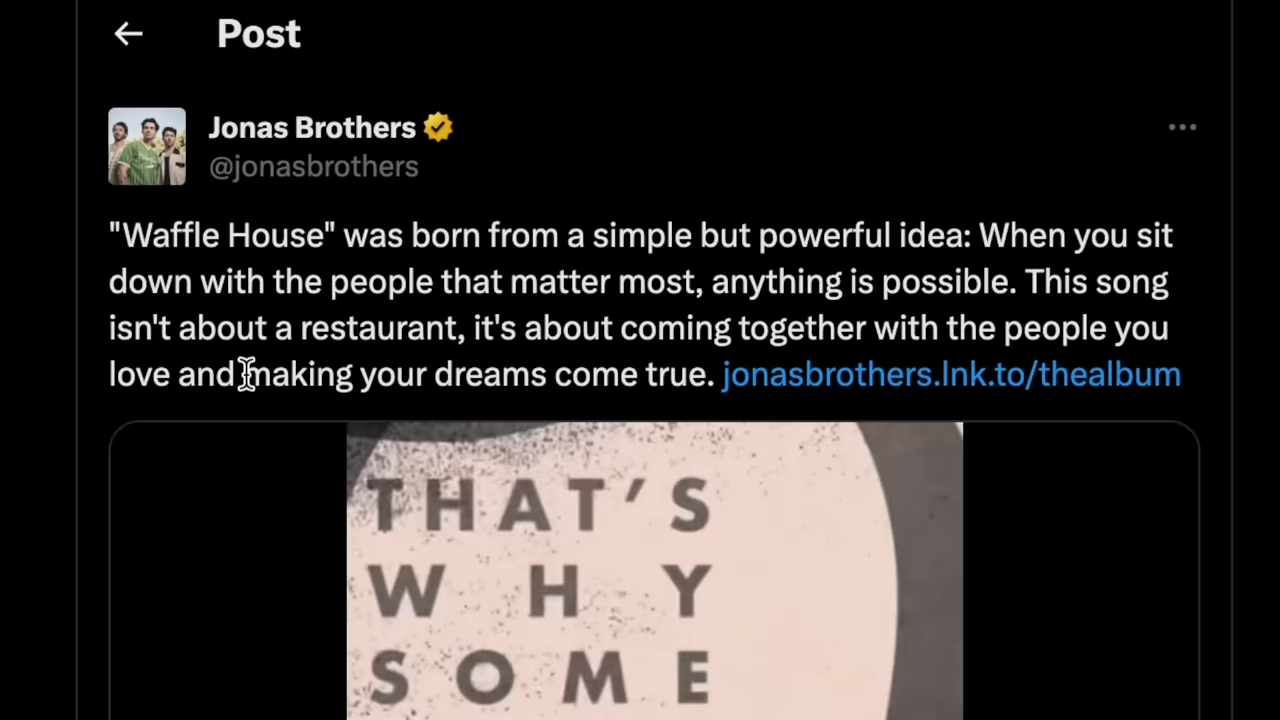 Post
Jonas Brothers
@jonasbrothers
"Waffle House" was born from a simple but powerful idea: When you sit
down with the people that matter most, anything is possible. This song
isn't about a restaurant, it's about coming together with the people you
love and making your dreams come true. jonasbrothers.lnk.to/thealbum
THAT'S
WHY
SOME